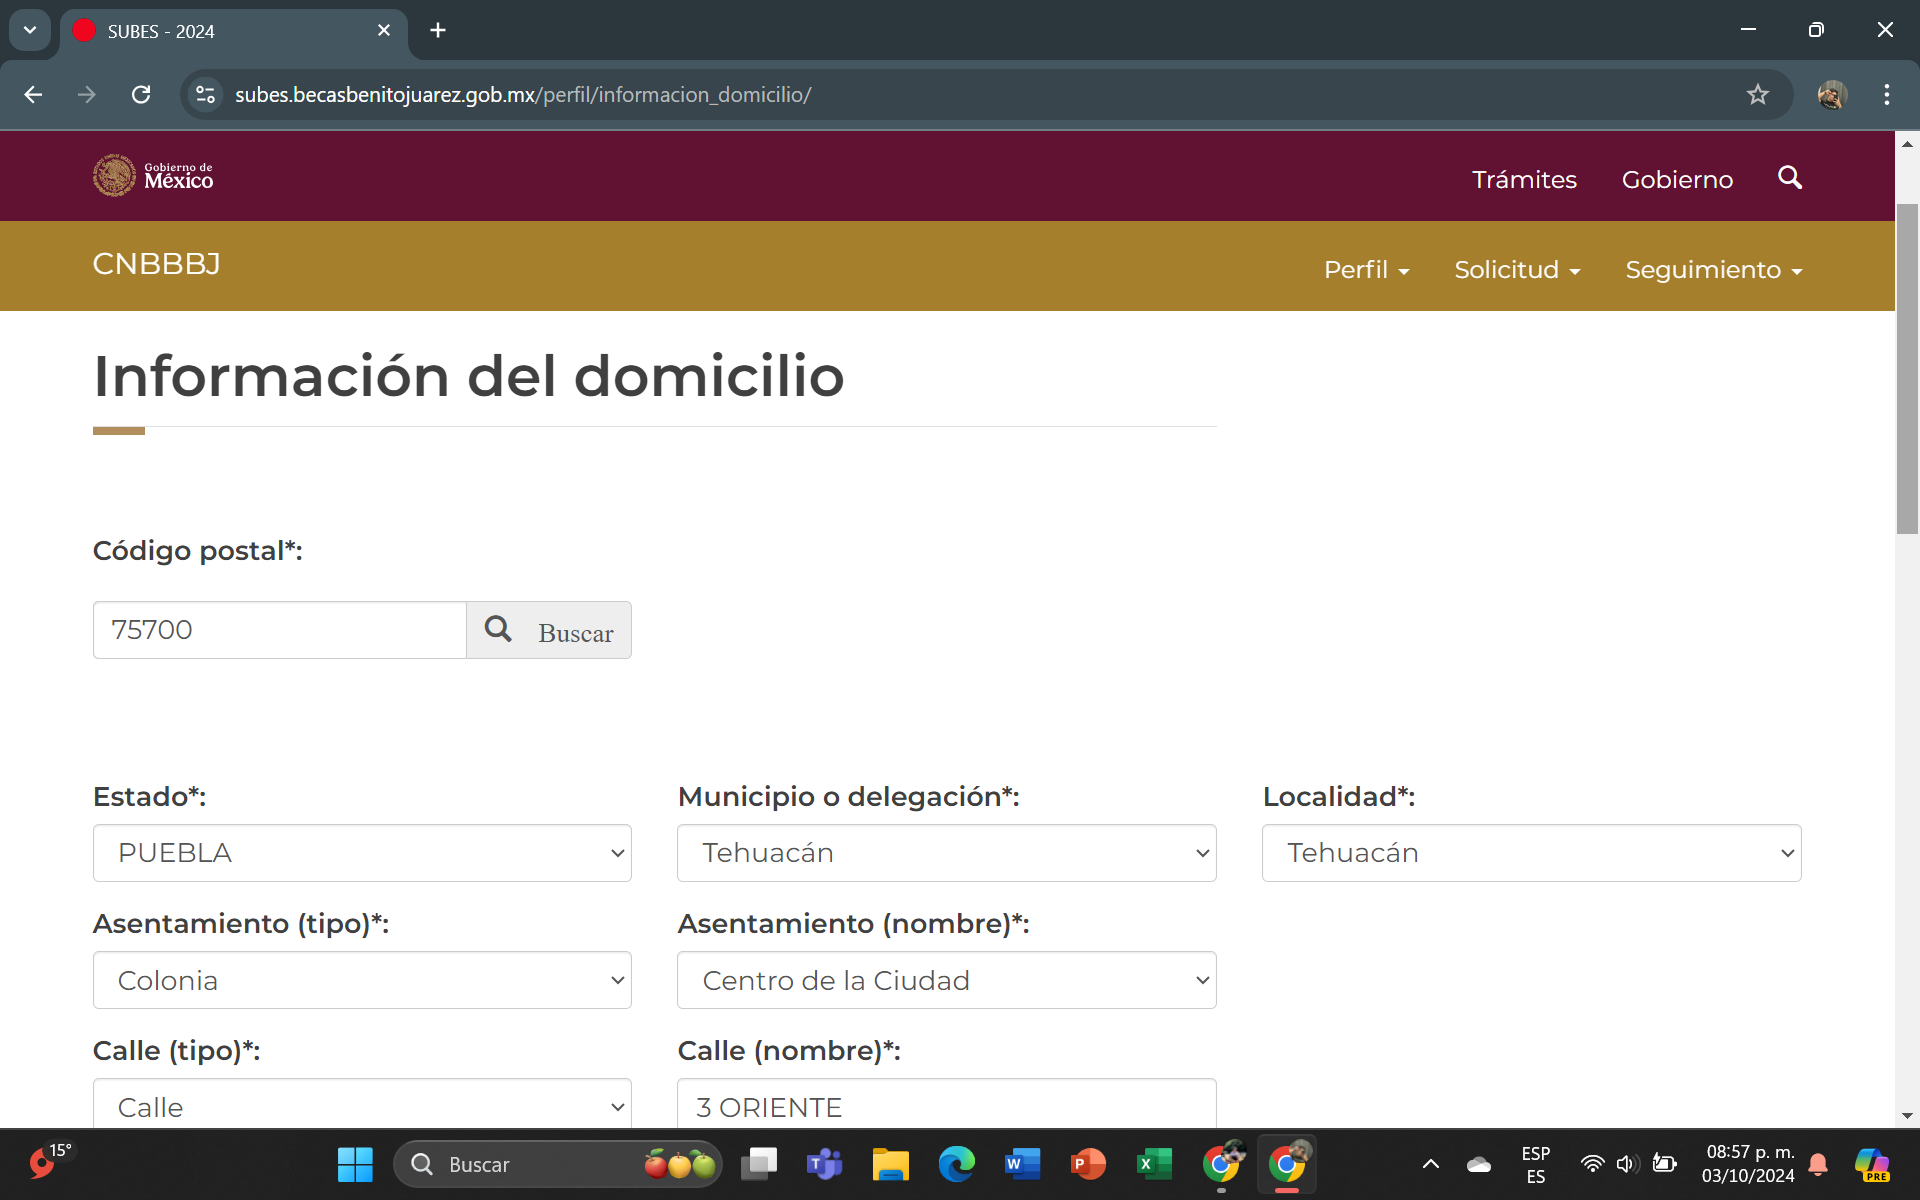 SUBES - 2024
subes.becasbenitojuarez.gob.mx/perfil/informacion_domicilio/
Gobierno de
México
Trámites Gobierno
CNBBBJ
Perfil Solicitud Seguimiento
Información del domicilio
Código postal*:
75700 Buscar
Estado*: Municipio o delegación*: Localidad*:
PUEBLA Tehuacán Tehuacán
Asentamiento (tipo)*: Asentamiento (nombre)*:
Colonia Centro de la Ciudad
Calle (tipo)*: Calle (nombre)*:
Calle 3 ORIENTE
15°
Buscar
ESP
ES
08:57 p. m.
03/10/2024
PRE